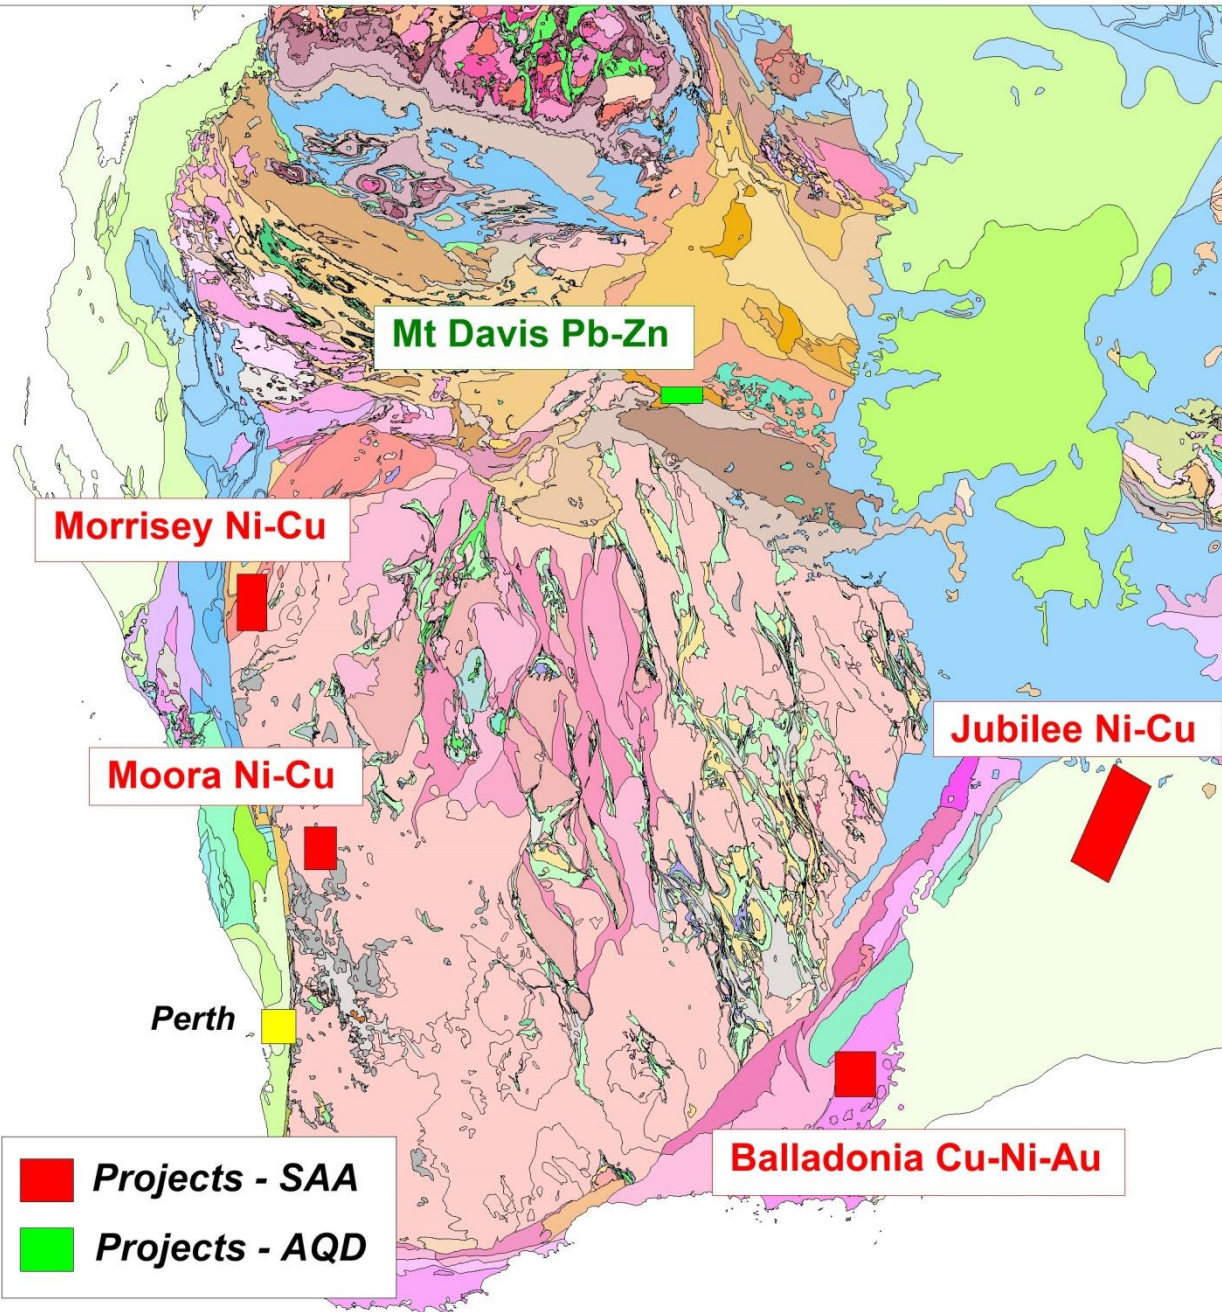 Mt Davis Pb-Zn
Morrisey Ni-Cu
Jubilee Ni-Cu
Moora Ni-Cu
Perth
Balladonia Cu-Ni-Au
Projects - SAA
Projects - AQD